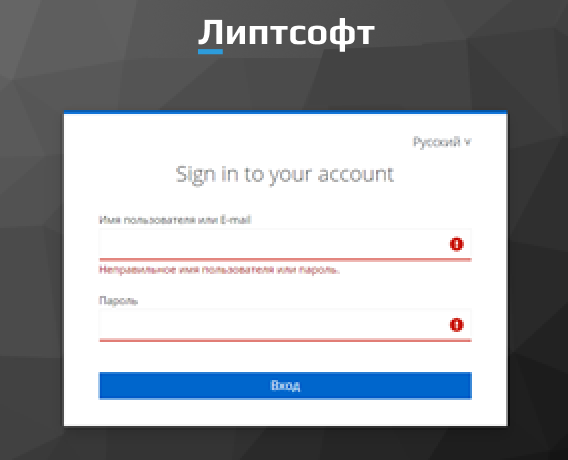 Липтсофт
Русский
Sign in to your account
Имя пользователя или E-mail
Неправильное имя пользователя или пароль.
Пароль
Вход